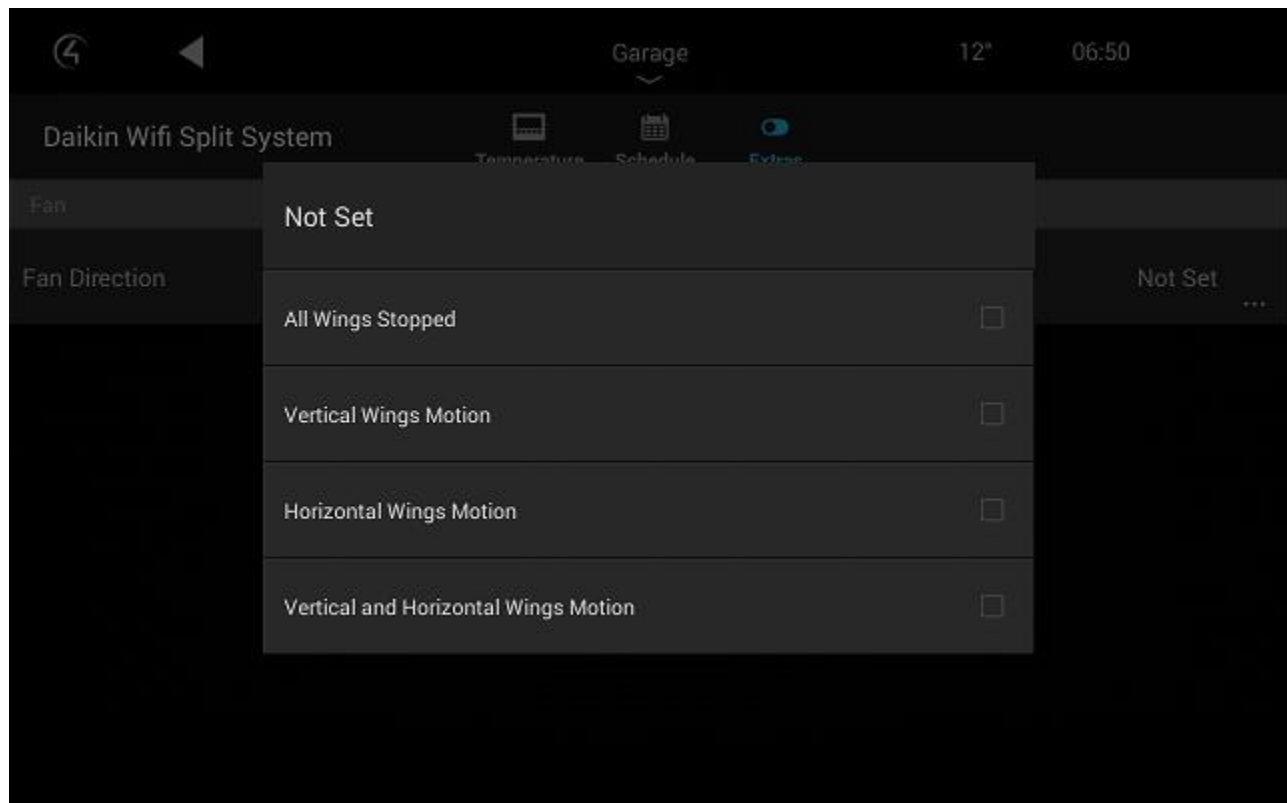 Garage
12°
06:50
Daikin Wifi Split System
Temperature
Schedule
Extras
Fan
Not Set
Fan Direction
Not Set
...
All Wings Stopped
Vertical Wings Motion
Horizontal Wings Motion
Vertical and Horizontal Wings Motion